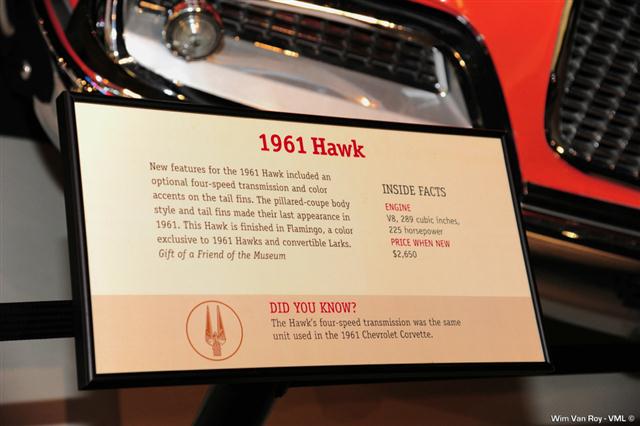 1961 Hawk
New features for the 1961 Hawk included an
optional four-speed transmission and color
accents on the tail fins. The pillared-coupe body
style and tail fins made their last appearance in
1961. This Hawk is finished in Flamingo, a color
exclusive to 1961 Hawks and convertible Larks.
Gift of a Friend of the Museum
INSIDE FACTS
ENGINE
V8, 289 cubic inches,
225 horsepower
PRICE WHEN NEW
$2,650
DID YOU KNOW?
The Hawk's four-speed transmission was the same
unit used in the 1961 Chevrolet Corvette.
Wim Van Roy - VML ©